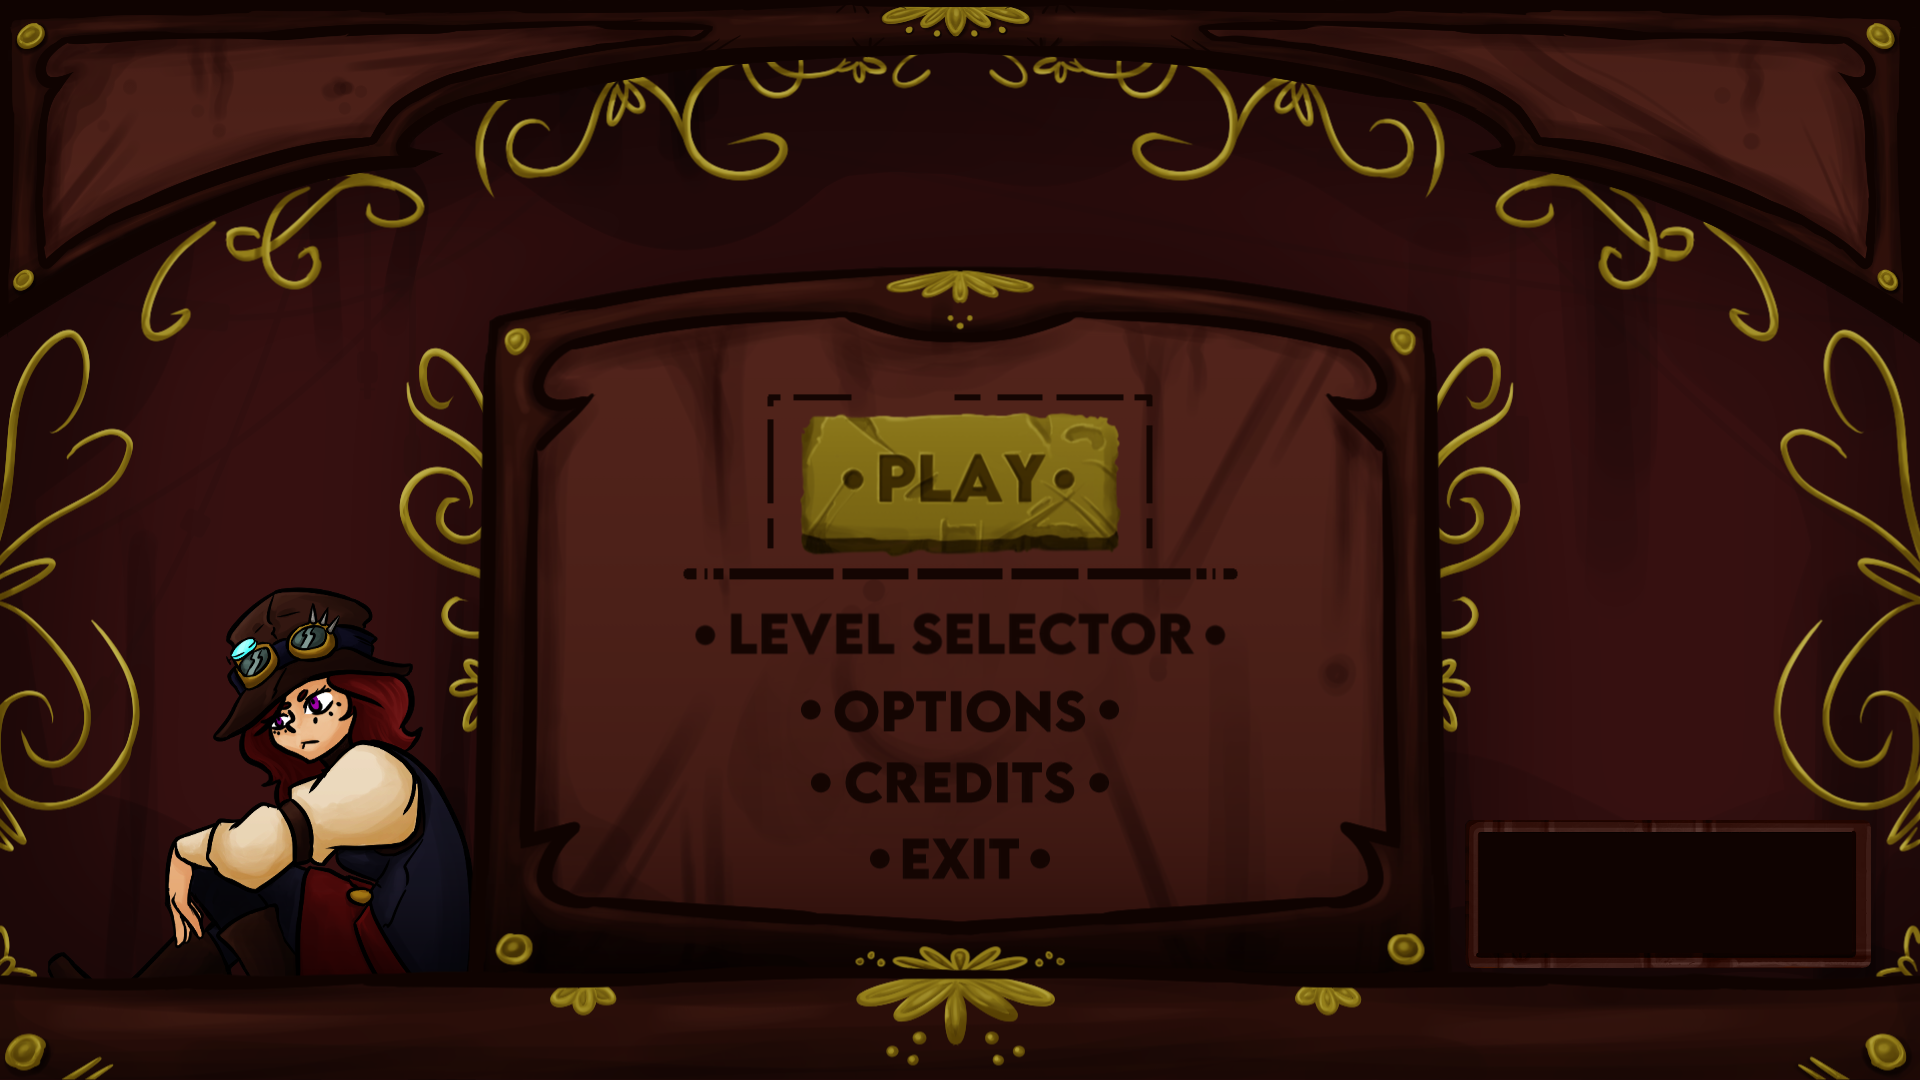 • PLAY •
• LEVEL SELECTOR •
• OPTIONS •
• CREDITS •
• EXIT •